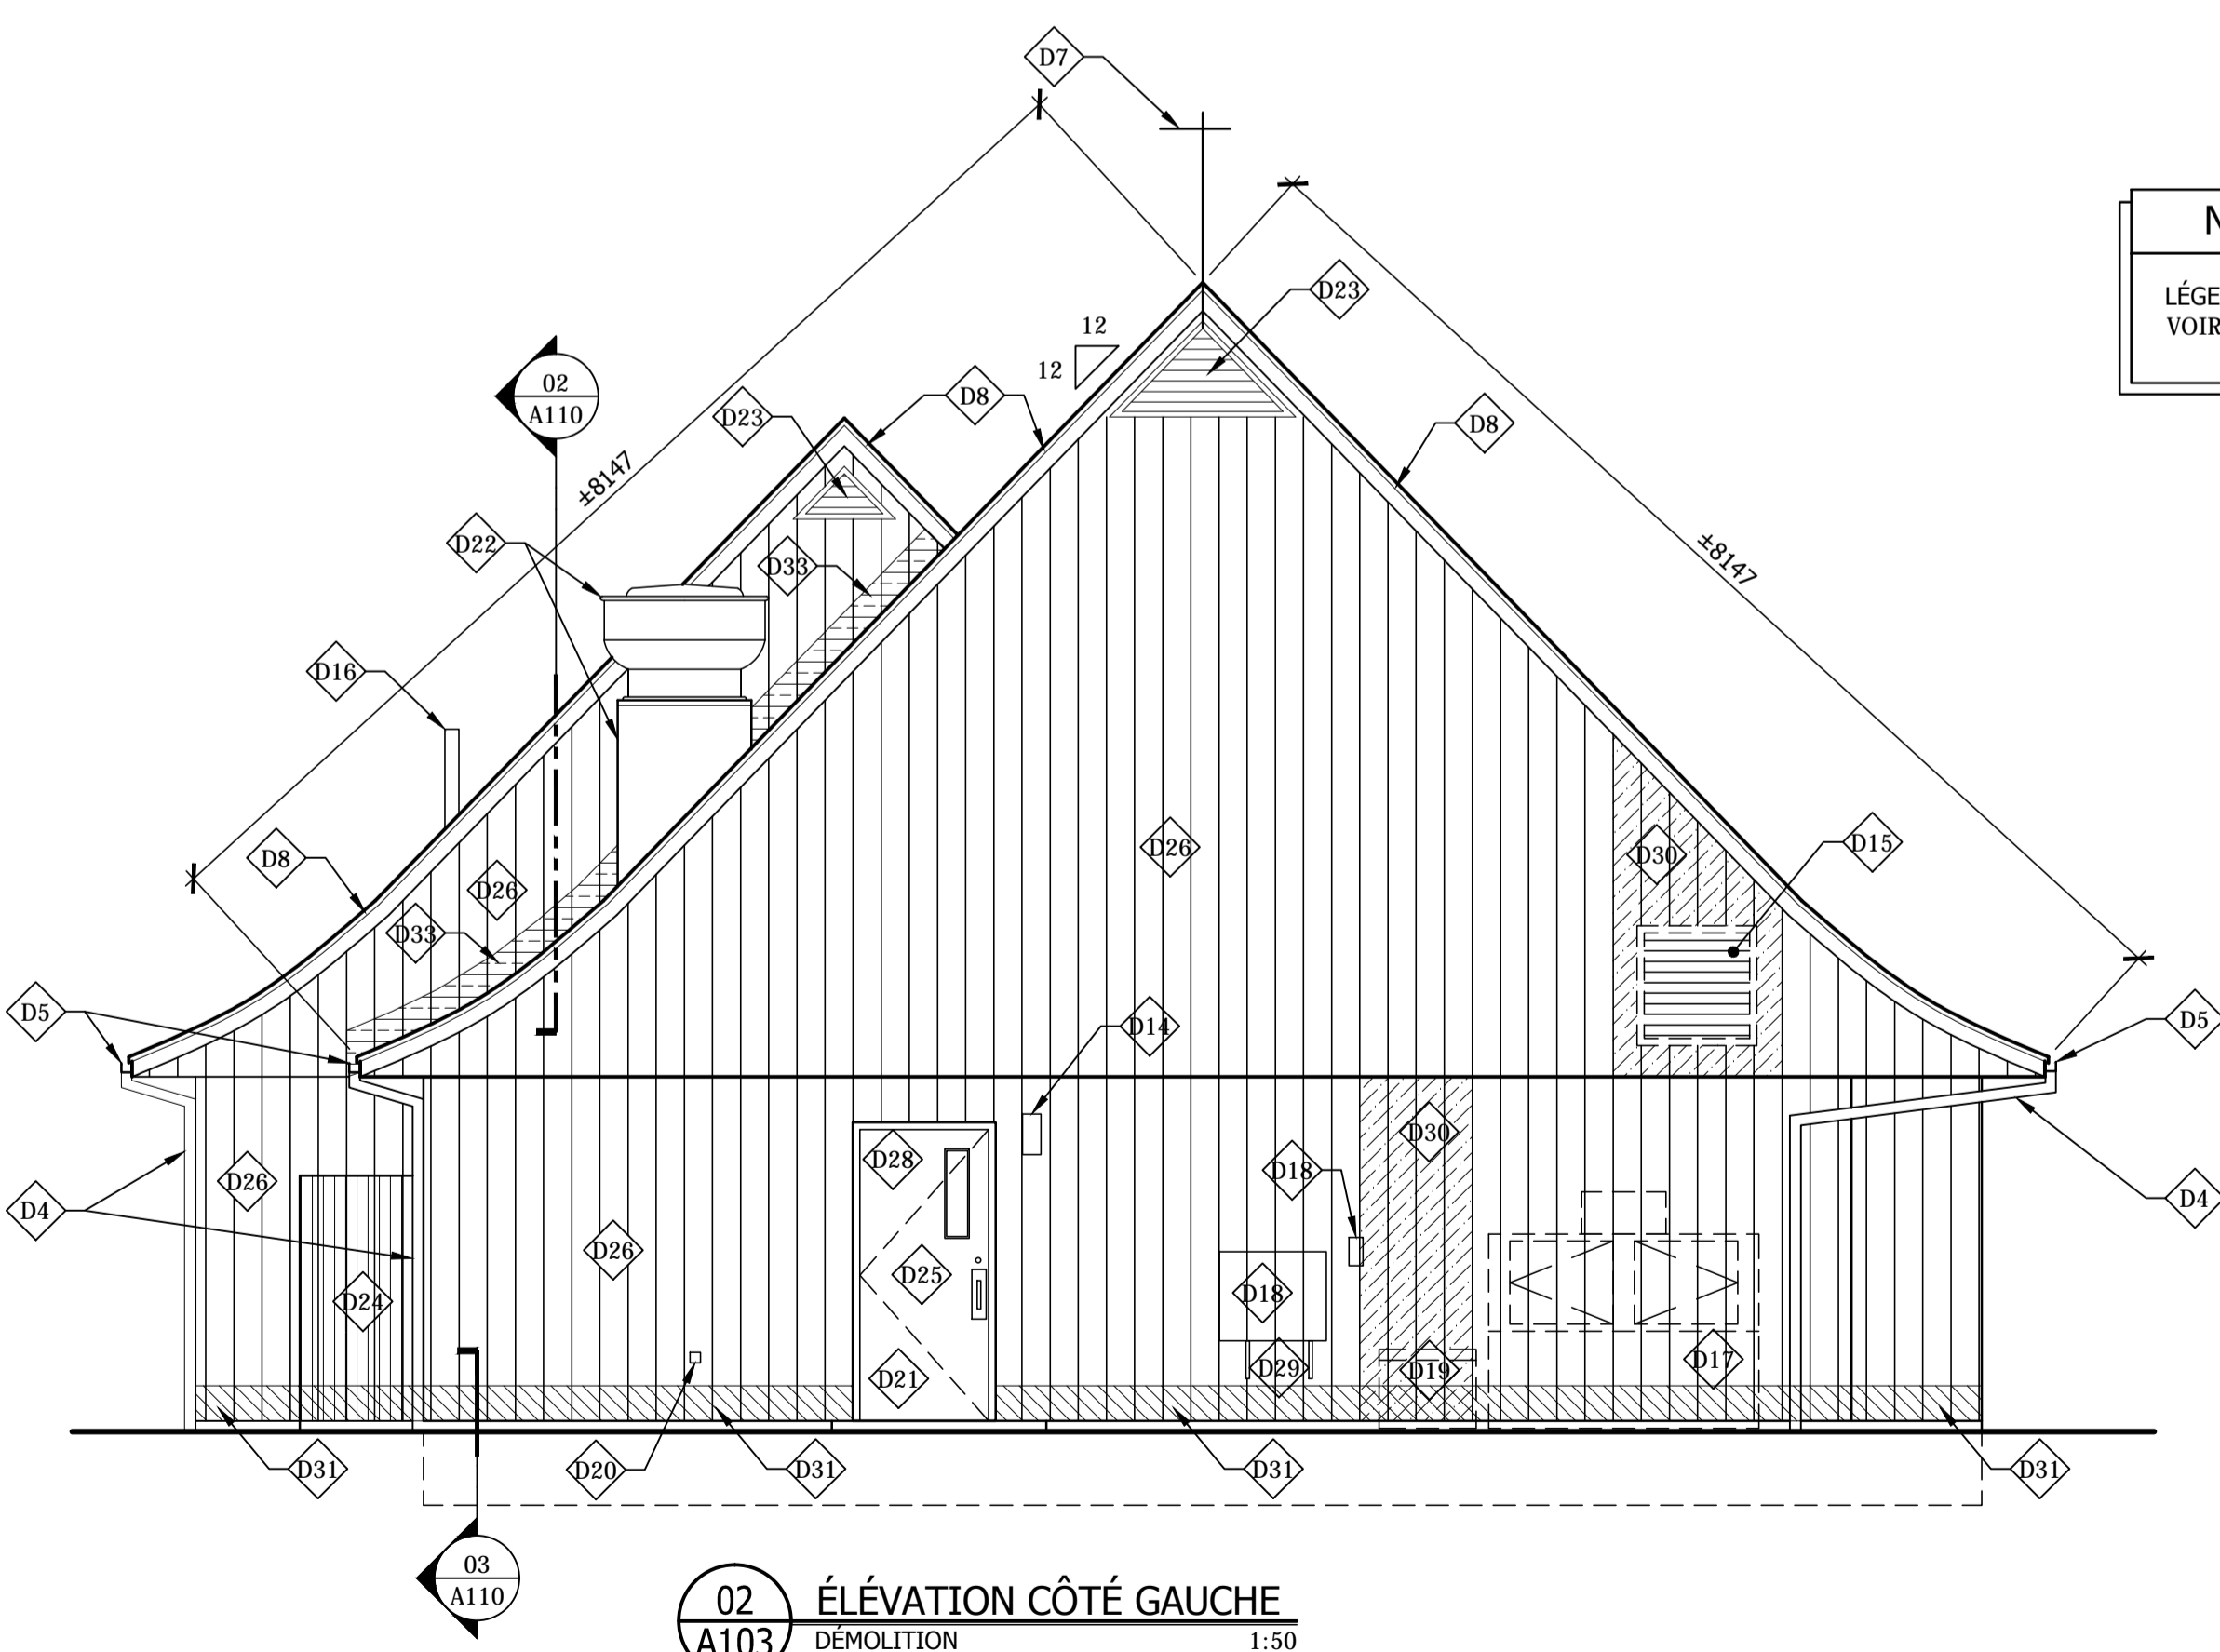 D7
N
LÉGE
VOIR
D23
12
12
02
A110
D23
D8
D8
±8147
±8147
D22
D33
D16
D26
D30
D15
D8
D26
D33
D5
D14
D5
D28
D30
D18
D26
D4
D4
D26
D25
D24
D18
D29
D19
D17
D21
D31
D20
D31
D31
D31
03
A110
02
A103
ÉLÉVATION CÔTÉ GAUCHE
DÉMOLITION
1:50